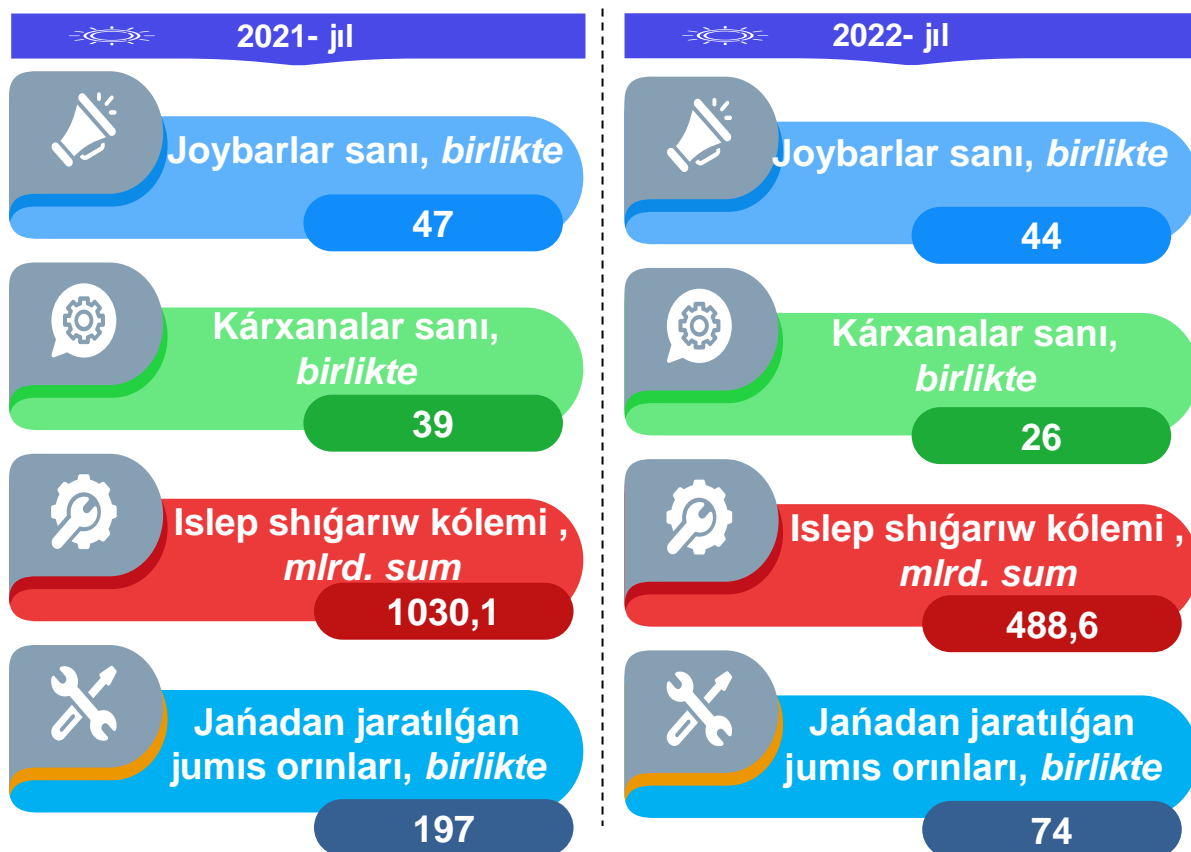 2021- jıl
Joybarlar sanı, birlikte
47
Kárxanalar sanı,
birlikte
39
Islep shıǵarıw kólemi ,
mlrd. sum
1030,1
Jańadan jaratılǵan
jumıs orınları, birlikte
197
2022- jıl
Joybarlar sanı, birlikte
44
Kárxanalar sanı,
birlikte
26
Islep shıǵarıw kólemi ,
mlrd. sum
488,6
Jańadan jaratılǵan
jumıs orınları, birlikte
74